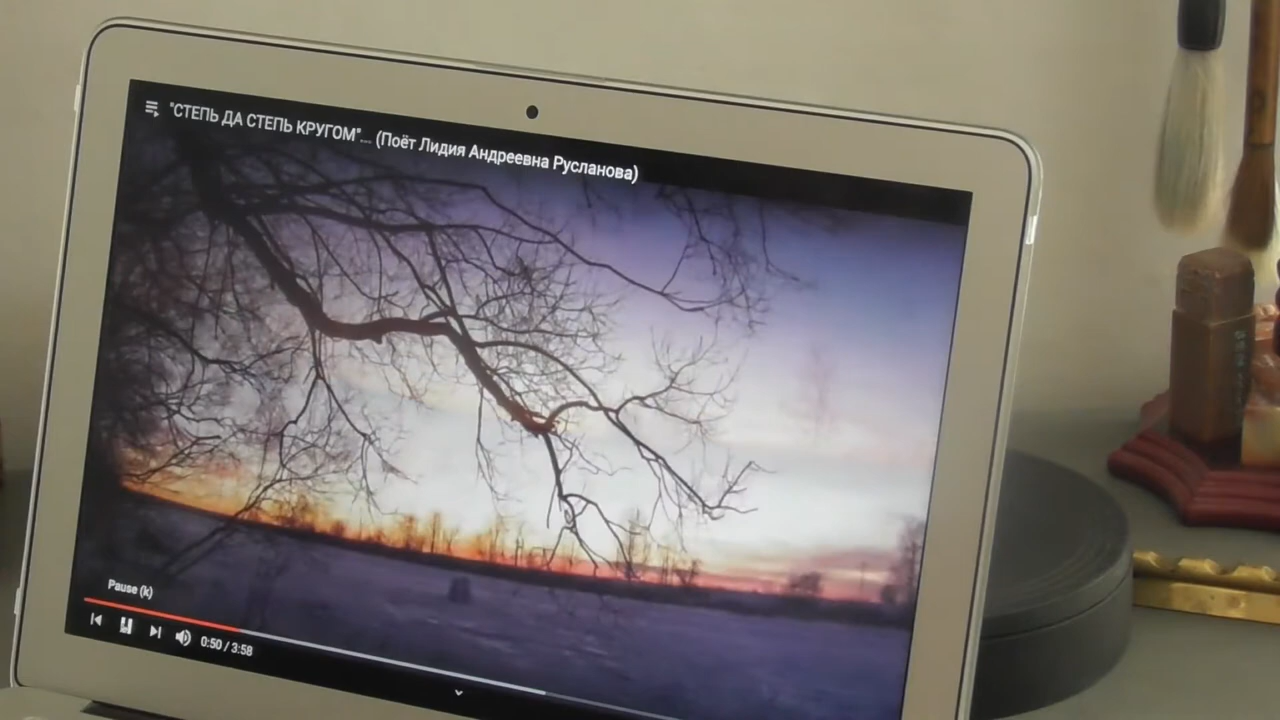 "СТЕПЬ ДА СТЕПЬ КРУГОМ"... (Поёт Лидия Андреевна Русланова)
Pause (k)
0:50 / 3:58